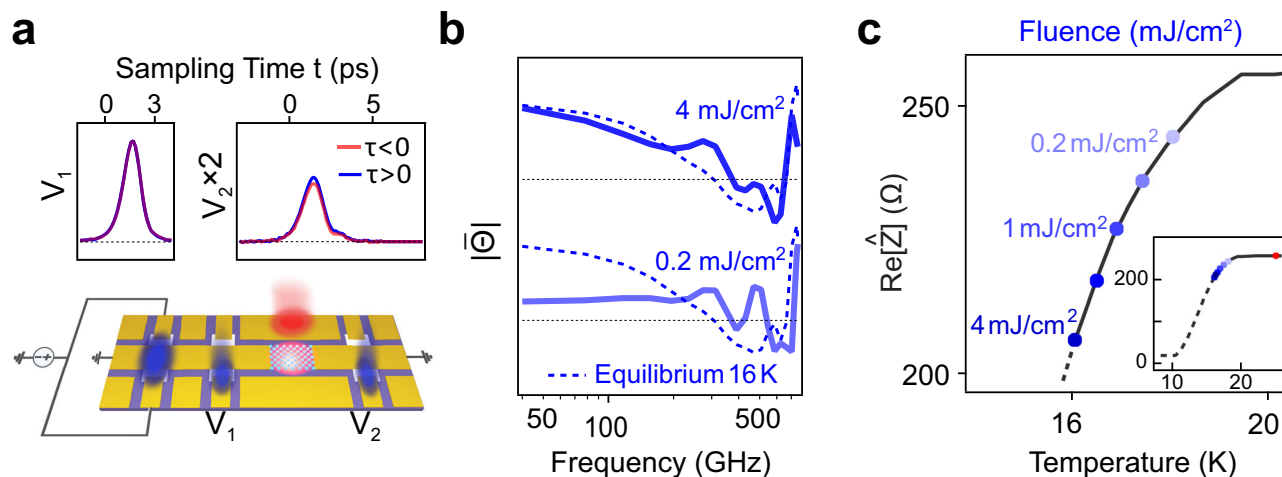 a
Sampling Time t (ps)
0 3
0 5
V₁
V₂×2
τ<0
τ>0
V₁
V₂
b
4 mJ/cm²
0.2 mJ/cm²
Equilibrium 16 K
|Θ̄|
50 100 500
Frequency (GHz)
c
Fluence (mJ/cm²)
250
200
Re[Ẑ] (Ω)
0.2 mJ/cm²
1 mJ/cm²
4 mJ/cm²
200
0
10 20
16 20
Temperature (K)